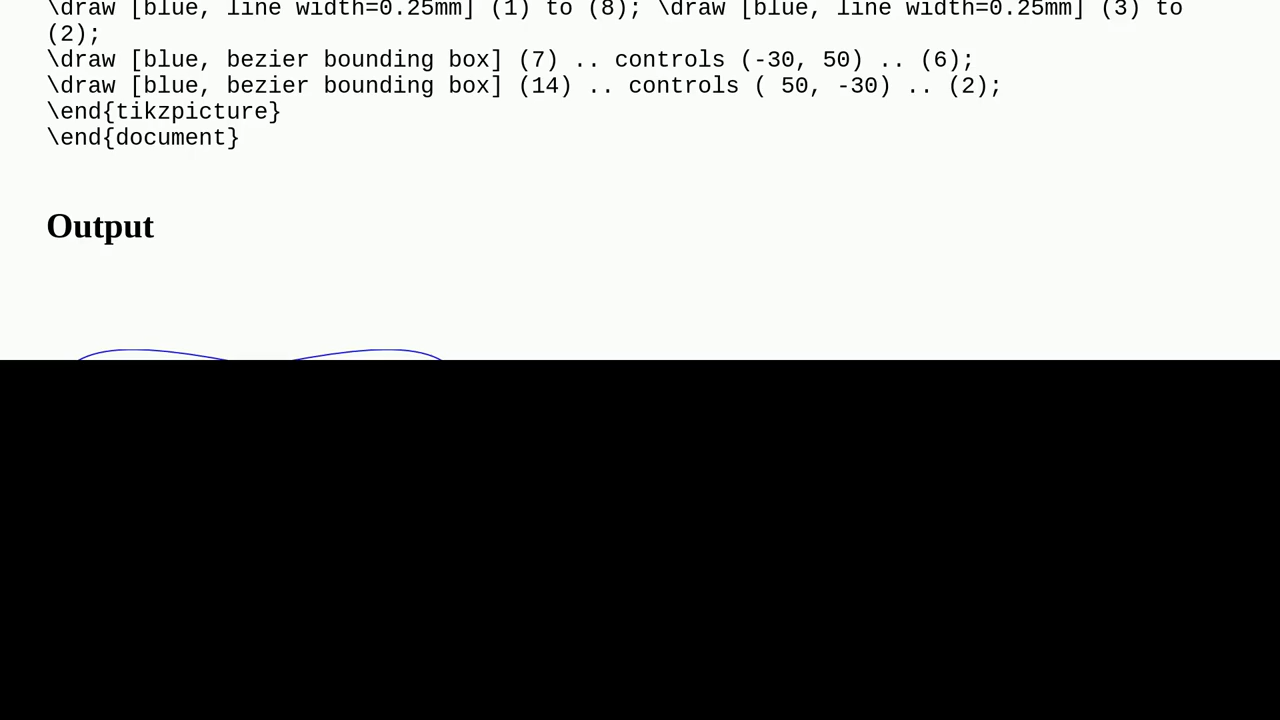 \draw [blue, line width=0.25mm] (1) to (8); \draw [blue, line width=0.25mm] (3) to
(2);
\draw [blue, bezier bounding box] (7) .. controls (-30, 50) .. (6);
\draw [blue, bezier bounding box] (14) .. controls ( 50, -30) .. (2);
\end{tikzpicture}
\end{document}
Output